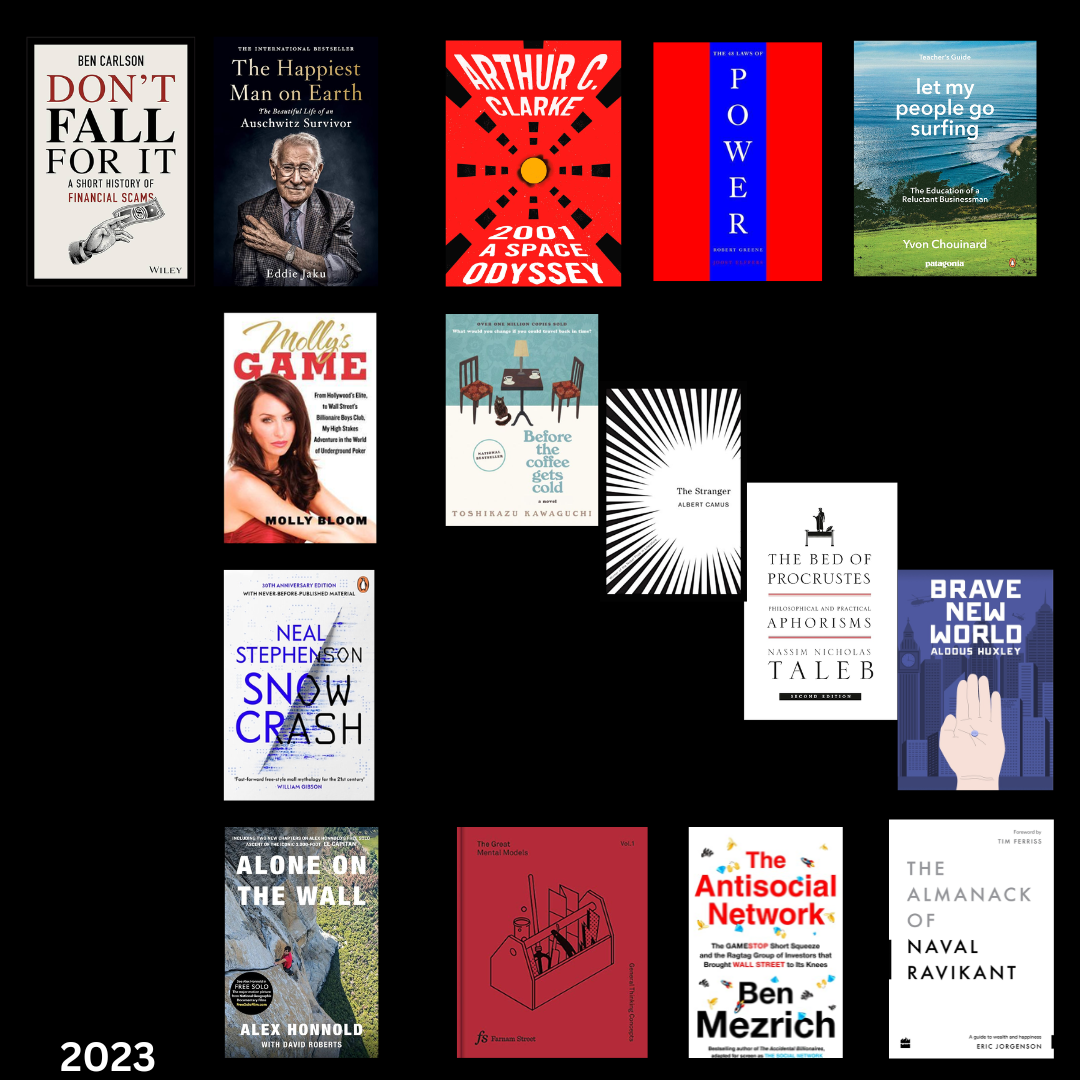 BEN CARLSON
DON'T
FALL
FOR IT
A SHORT HISTORY OF
FINANCIAL SCAMS
WILEY
THE INTERNATIONAL BESTSELLER
The Happiest
Man on Earth
The Beautiful Life of an
Auschwitz Survivor
Eddie Jaku
ARTHUR C.
CLARKE
2001
A SPACE
ODYSSEY
THE 48 LAWS OF
POWER
ROBERT GREENE
Teacher's Guide
let my
people go
surfing
The Education of a
Reluctant Businessman
Yvon Chouinard
patagonia
Molly's
GAME
From Hollywood's Elite,
to Wall Street's
Billionaire Boys Club,
My High Stakes
Adventure in the World
of Underground Poker
MOLLY BLOOM
OVER ONE MILLION COPIES SOLD
What would you change if you could travel back in time?
NATIONAL
BESTSELLER
Before
the
coffee
gets
cold
a novel
TOSHIKAZU KAWAGUCHI
The Stranger
ALBERT CAMUS
THE BED OF
PROCRUSTES
PHILOSOPHICAL AND PRACTICAL
APHORISMS
NASSIM NICHOLAS
TALEB
SECOND EDITION
BRAVE
NEW
WORLD
ALDOUS HUXLEY
30TH ANNIVERSARY EDITION
WITH NEVER-BEFORE-PUBLISHED MATERIAL
NEAL
STEPHENSON
SNOW
CRASH
'Fast-forward free-style mall mythology for the 21st century'
WILLIAM GIBSON
INCLUDING TWO NEW CHAPTERS ON ALEX HONNOLD'S FREE SOLO
ASCENT OF THE ICONIC 3,000-FOOT EL CAPITAN
ALONE ON
THE WALL
See Alex Honnold in
FREE SOLO
ALEX HONNOLD
WITH DAVID ROBERTS
The Great
Mental Models
Vol. 1
General Thinking Concepts
fs Farnam Street
The
Antisocial
Network
The GAMESTOP Short Squeeze
and the Ragtag Group of Investors that
Brought WALL STREET to Its Knees
Ben
Mezrich
Bestselling author of The Accidental Billionaires,
adapted for screen as THE SOCIAL NETWORK
Foreword by
TIM FERRISS
THE
ALMANACK
OF
NAVAL
RAVIKANT
A guide to wealth and happiness
ERIC JORGENSON
2023